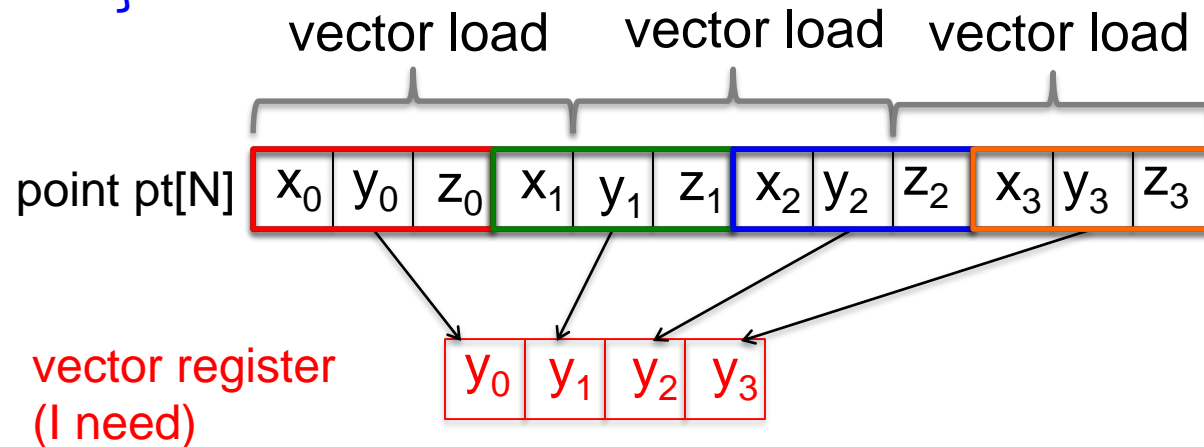 }
vector load vector load vector load
point pt[N] x₀ y₀ z₀ x₁ y₁ z₁ x₂ y₂ z₂ x₃ y₃ z₃
vector register y₀ y₁ y₂ y₃
(I need)